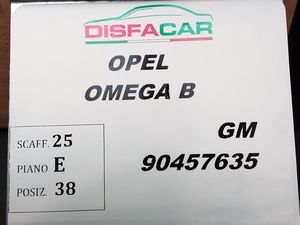 DISFACAR
OPEL
OMEGA B
SCAFF. 25
PIANO E
POSIZ. 38
GM
90457635